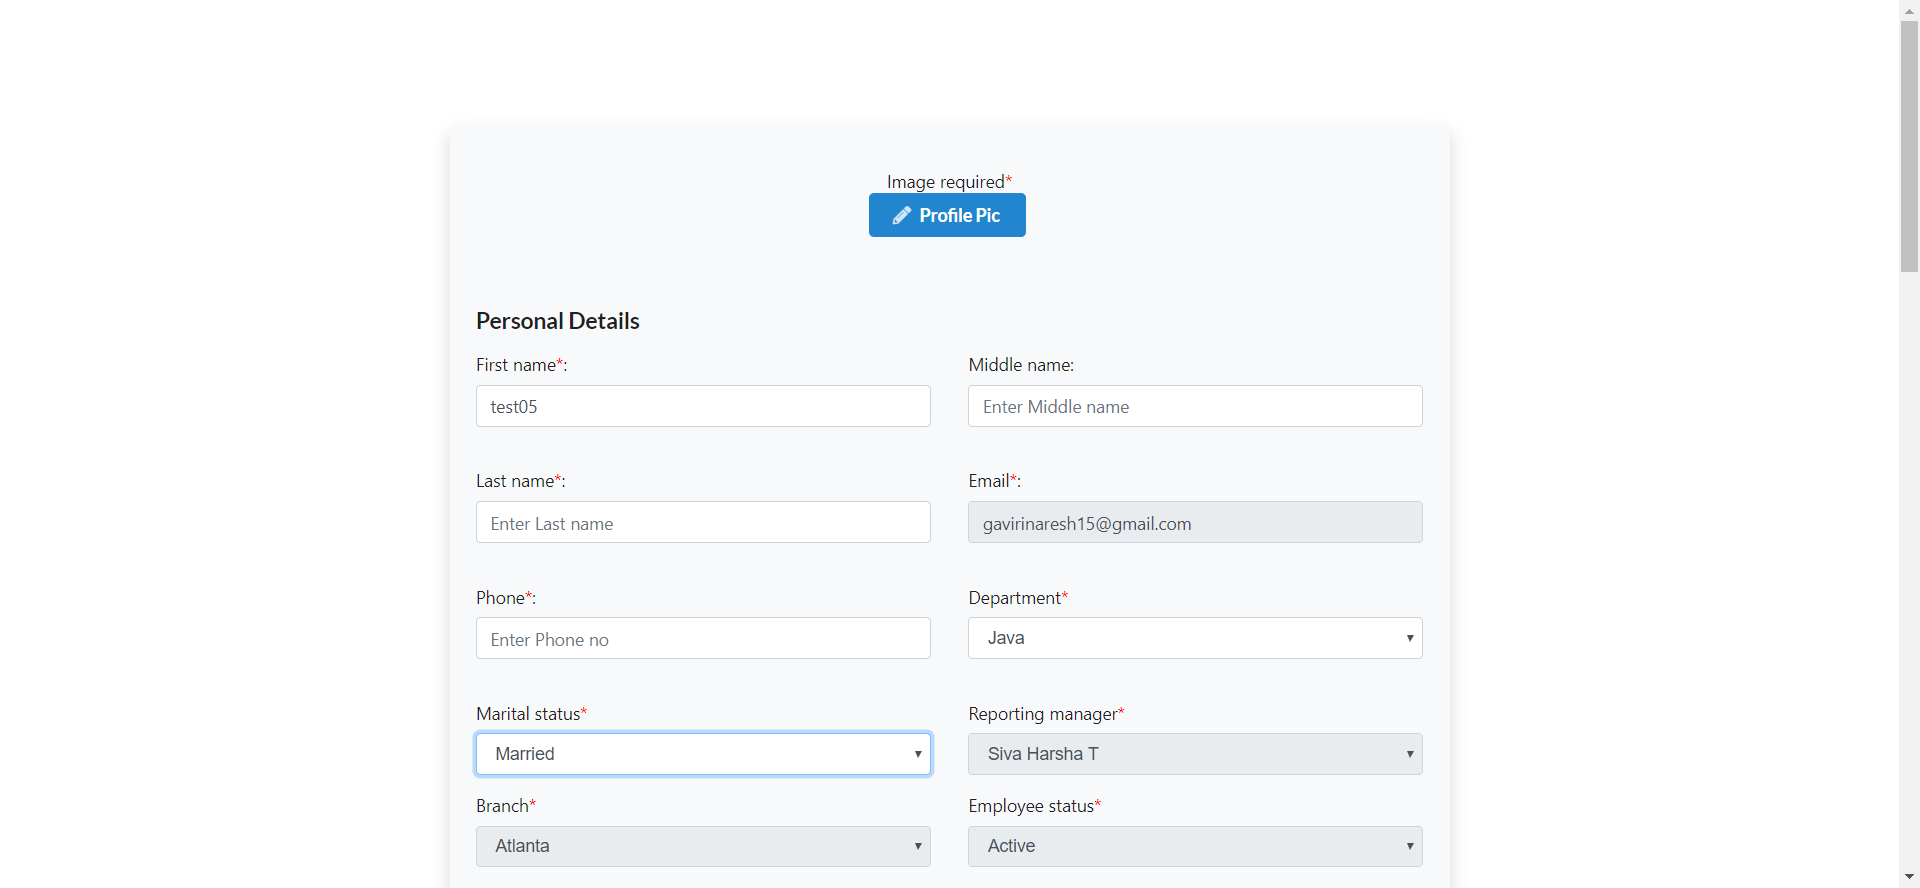 Image required*
Profile Pic
Personal Details
First name*: Middle name:
test05 Enter Middle name
Last name*: Email*:
Enter Last name gavirinaresh15@gmail.com
Phone*: Department*
Enter Phone no Java
Marital status* Reporting manager*
Married Siva Harsha T
Branch* Employee status*
Atlanta Active